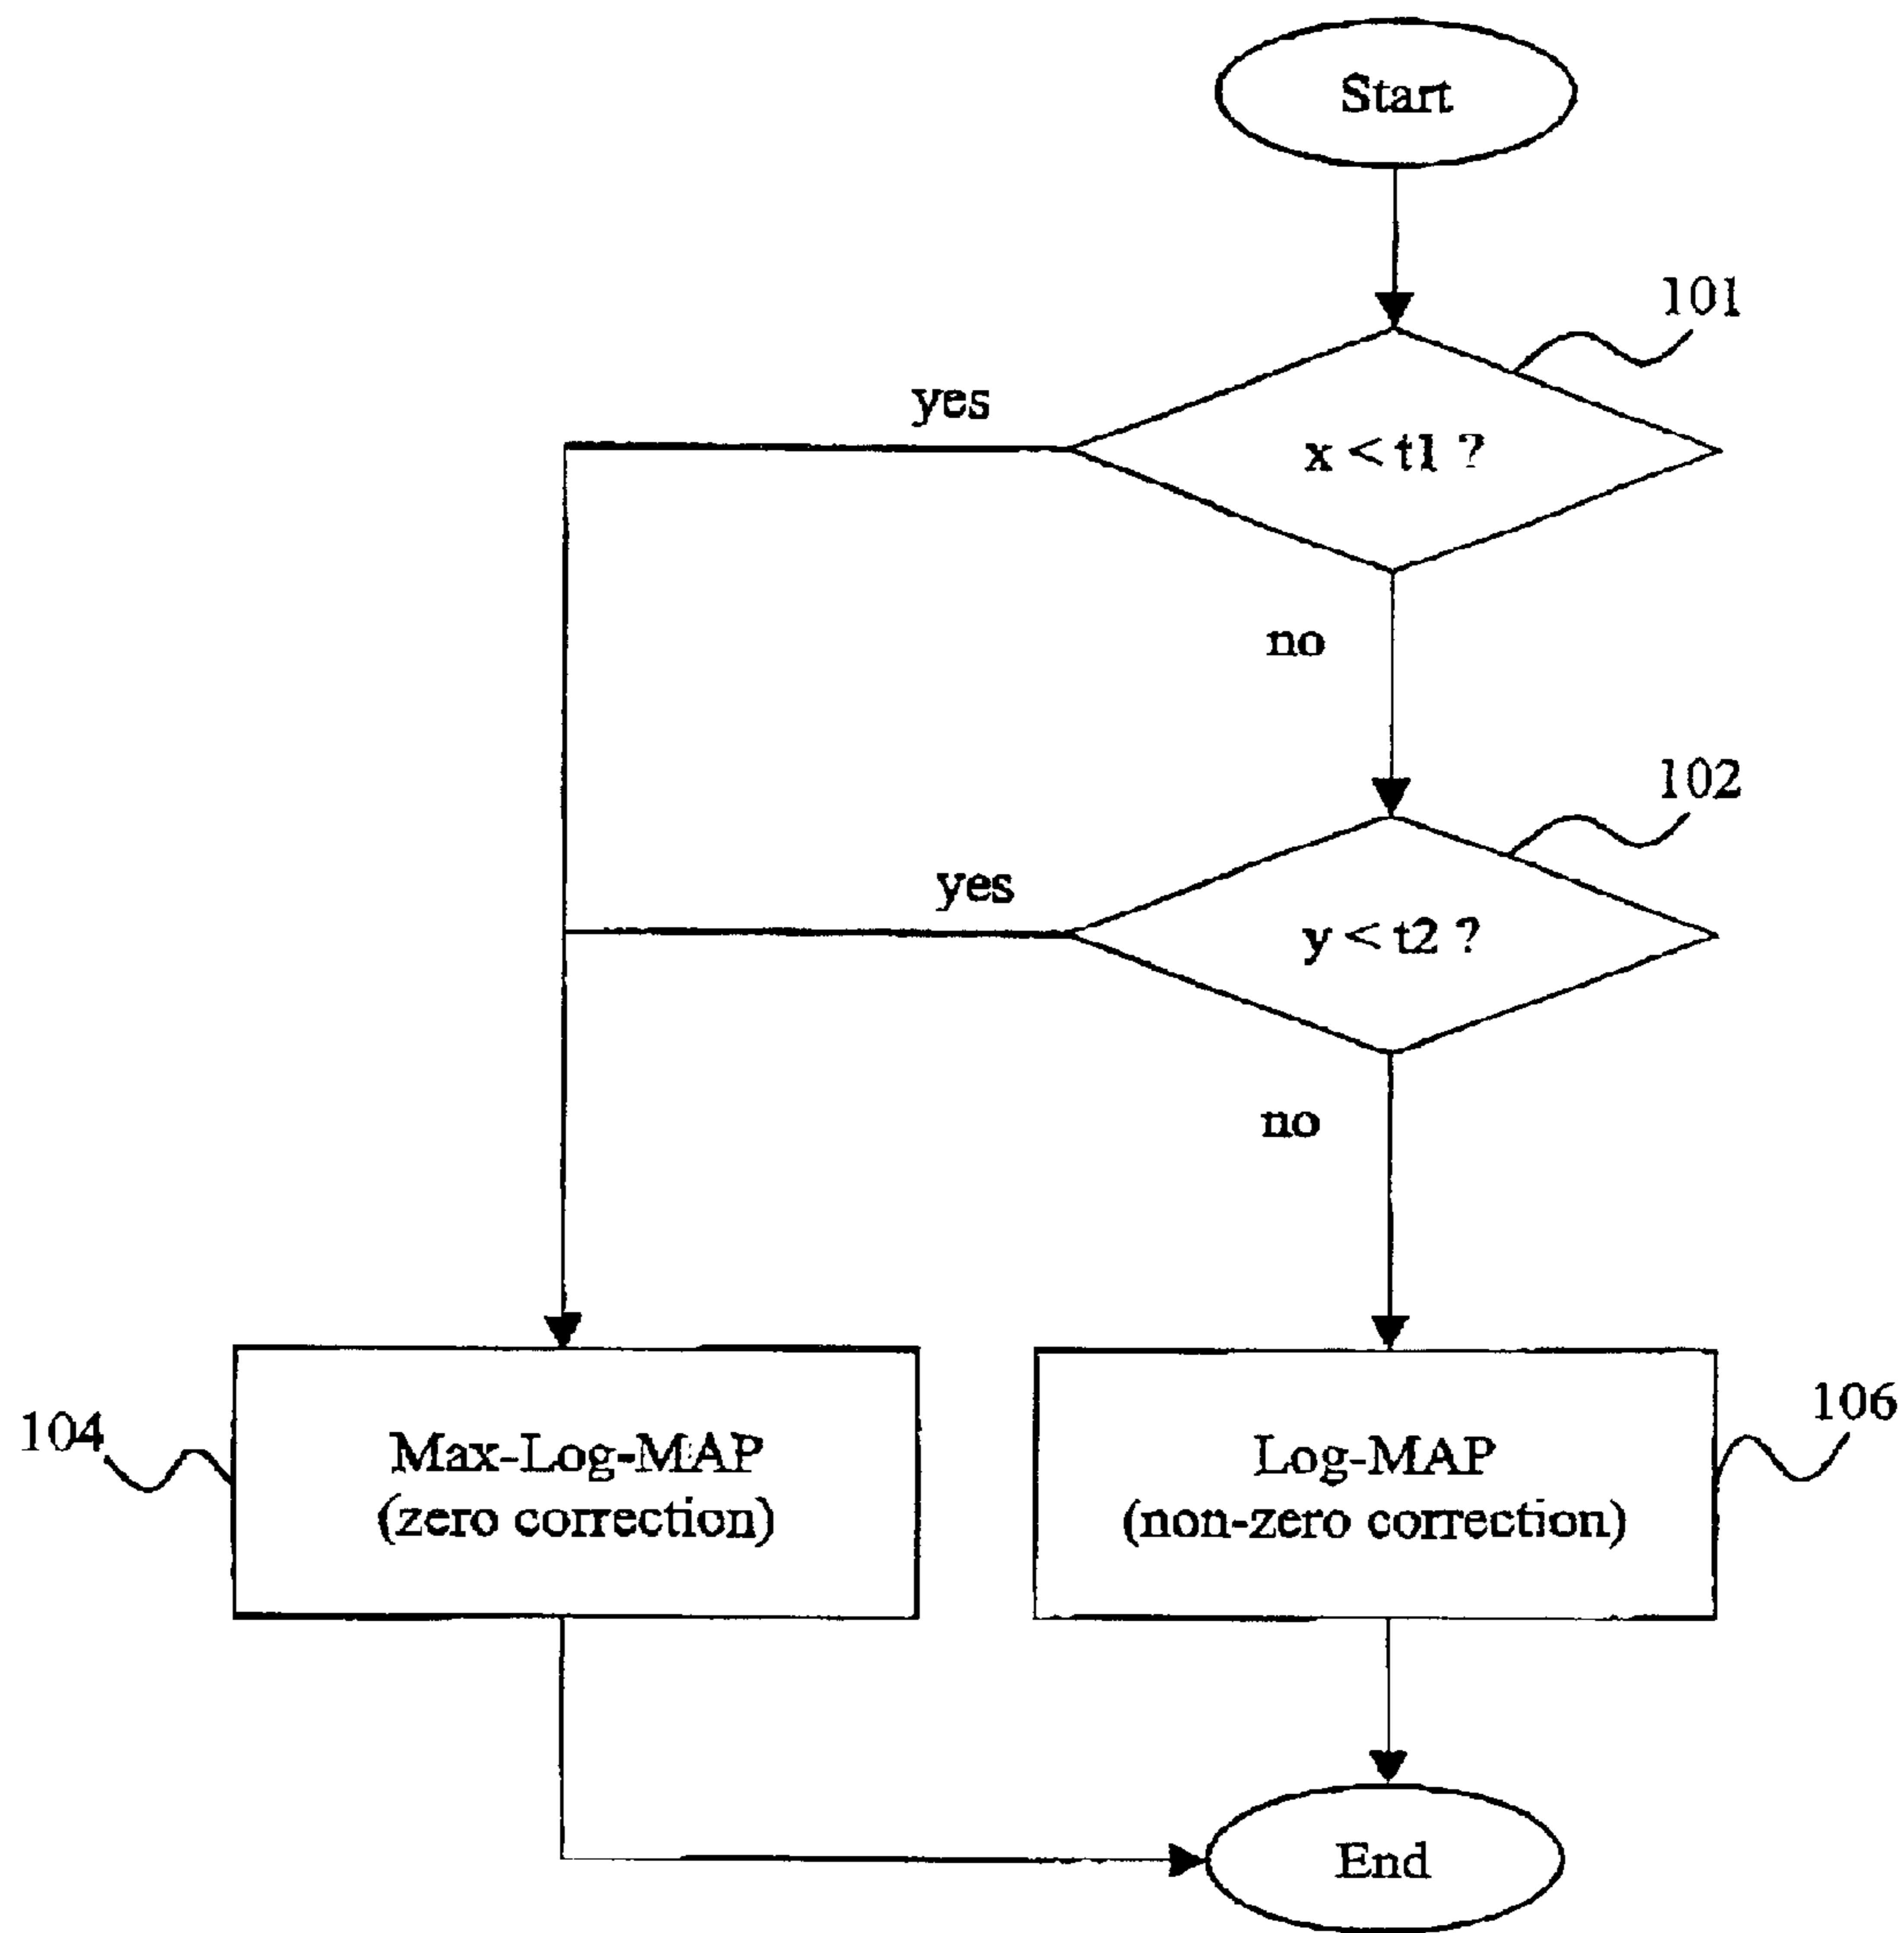 Start
101
yes
x < t1 ?
no
102
yes
y < t2 ?
no
104
Max-Log-MAP
(zero correction)
Log-MAP
(non-zero correction)
106
End